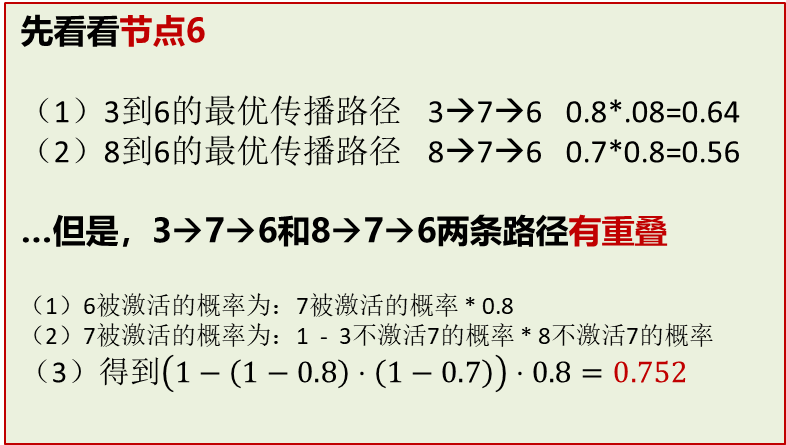 先看看节点6
（1）3到6的最优传播路径 3→7→6 0.8*.08=0.64
（2）8到6的最优传播路径 8→7→6 0.7*0.8=0.56
…但是，3→7→6和8→7→6两条路径有重叠
（1）6被激活的概率为：7被激活的概率 * 0.8
（2）7被激活的概率为：1 - 3不激活7的概率 * 8不激活7的概率
（3）得到(1−(1−0.8)·(1−0.7))·0.8=0.752